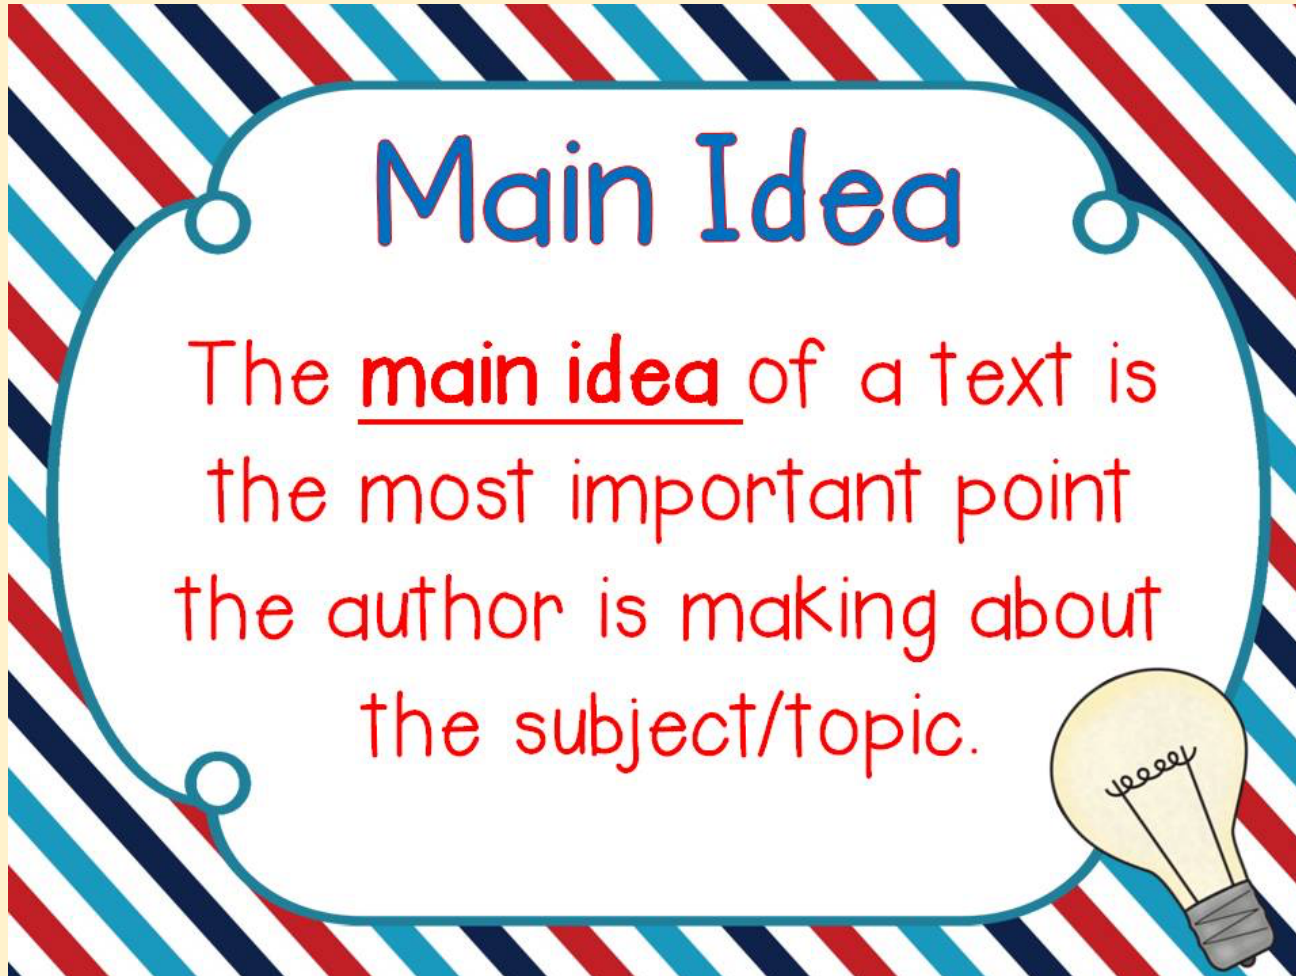 Main Idea
The main idea of a text is
the most important point
the author is making about
the subject/topic.